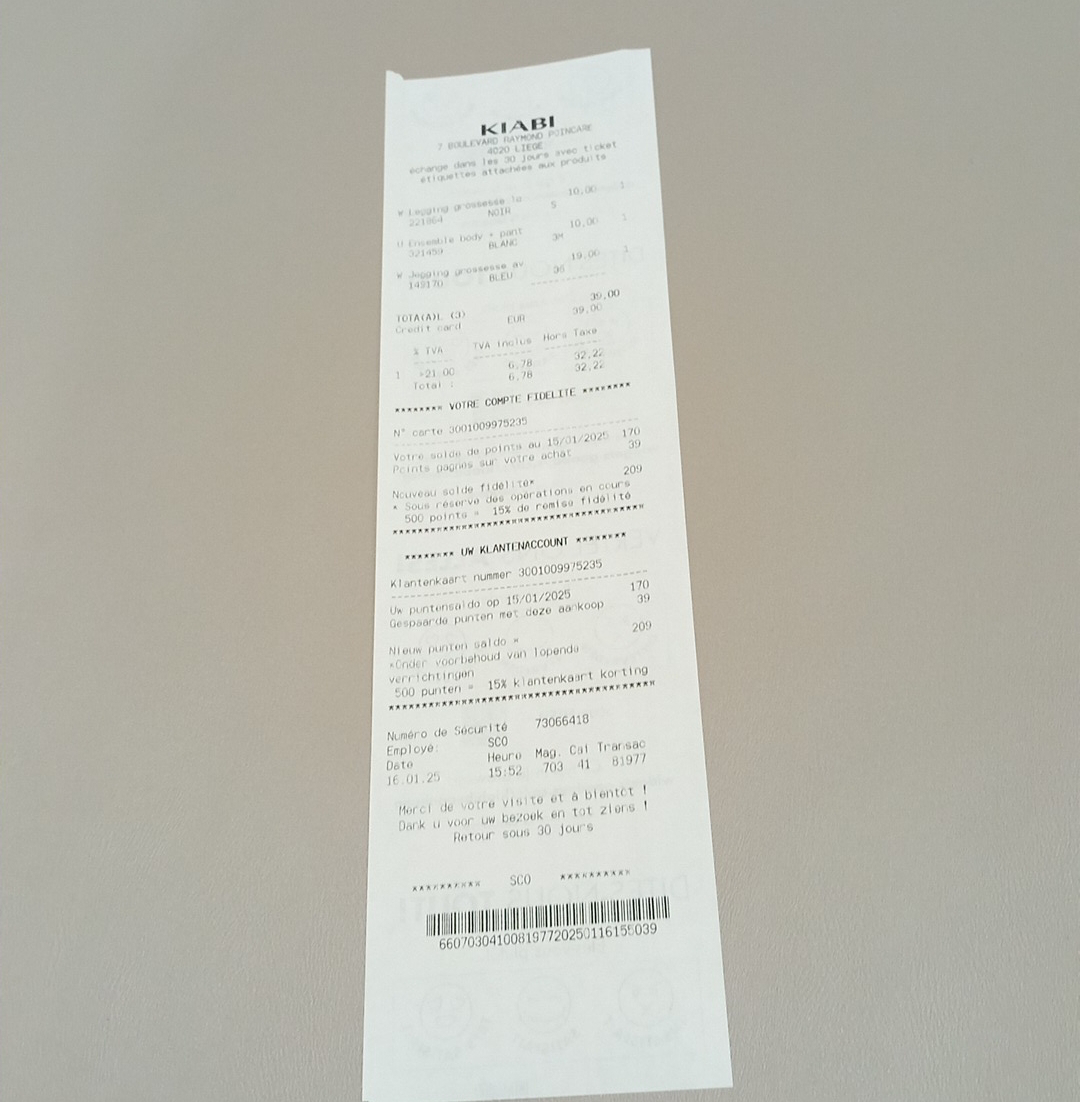 KIABI
7 BOULEVARD RAYMOND POINCARE
4020 LIEGE
échange dans les 30 jours avec ticket
étiquettes attachées aux produits
W Legging grossesse lo 10,00 1
221864 NOIR S
U Ensemble body + pant 10,00 1
321459 BLANC 3M
W Jegging grossesse av 19,00 1
149170 BLEU 36
------------
TOTA(A)L (3) 39,00
Credit card EUR 39,00
% TVA TVA inclus Hors Taxe
1 =21.00 6,78 32,22
Total : 6,78 32,22
******** VOTRE COMPTE FIDELITE ********
N° carte 3001009975235
Votre solde de points au 15/01/2025 170
Points gagnés sur votre achat 39
Nouveau solde fidélité* 209
* Sous réserve des opérations en cours
500 points = 15% de remise fidélité
****************************************
******** UW KLANTENACCOUNT ********
Klantenkaart nummer 3001009975235
Uw puntensaldo op 15/01/2025 170
Gespaarde punten met deze aankoop 39
Nieuw punten saldo * 209
*Onder voorbehoud van lopende
verrichtingen
500 punten = 15% klantenkaart korting
****************************************
Numéro de Sécurité 73066418
Employé: SCO
Date Heure Mag. Cai Transac
16.01.25 15:52 703 41 81977
Merci de votre visite et à bientôt !
Dank u voor uw bezoek en tot ziens !
Retour sous 30 jours
********** SCO **********
660703041008197720250116155039